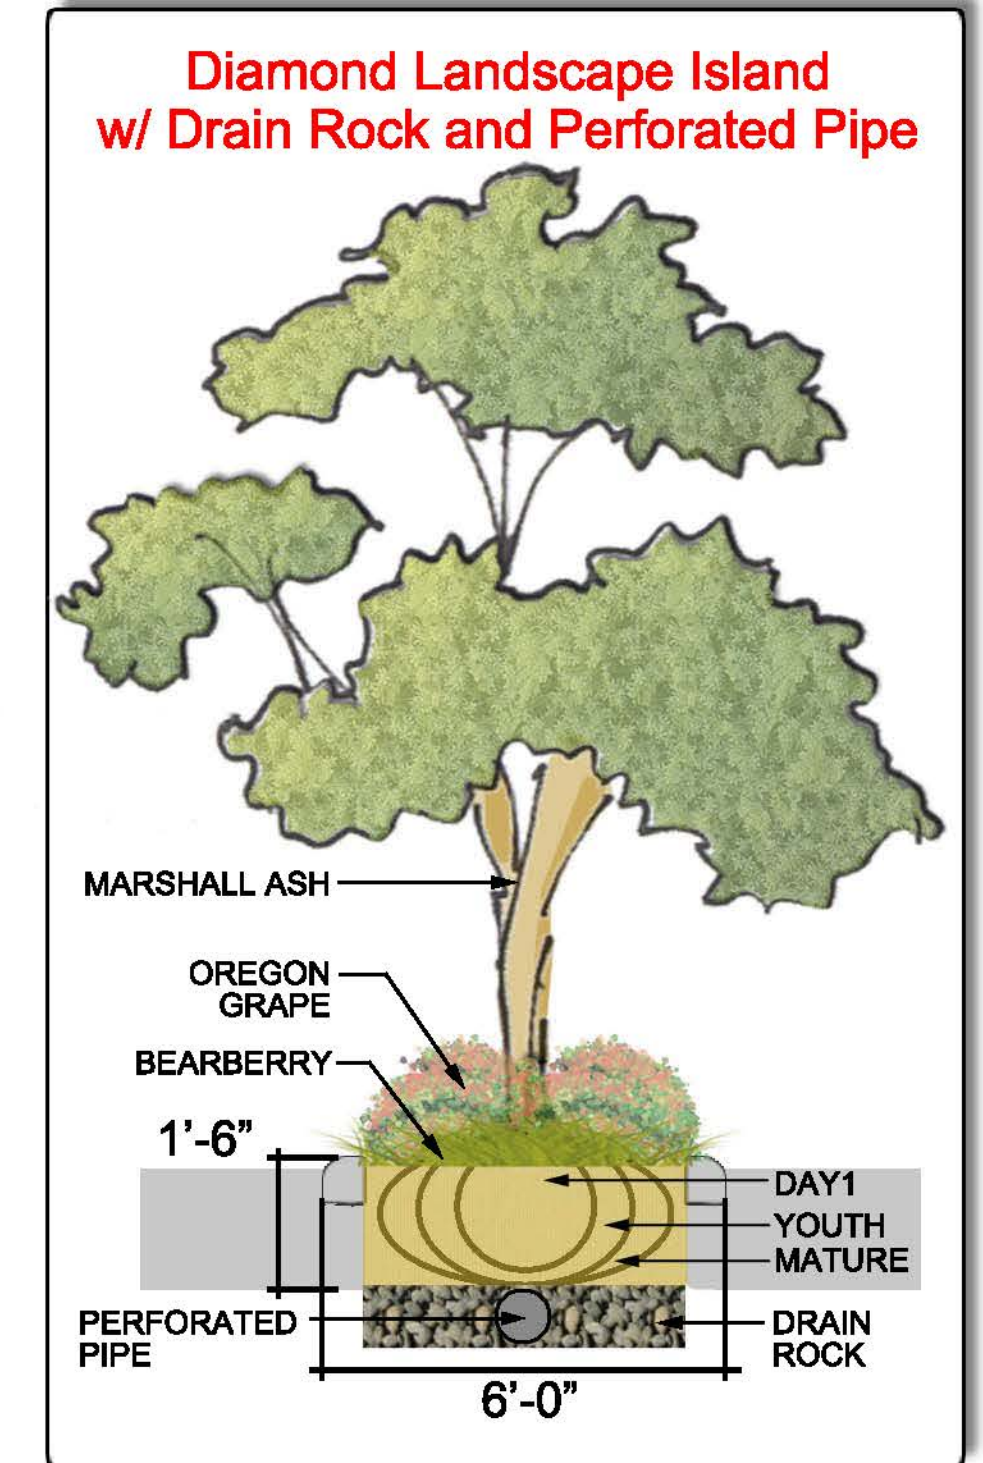 Diamond Landscape Island
w/ Drain Rock and Perforated Pipe
MARSHALL ASH
OREGON
GRAPE
BEARBERRY
1'-6”
DAY1
YOUTH
MATURE
PERFORATED
PIPE
DRAIN
ROCK
6'-0”